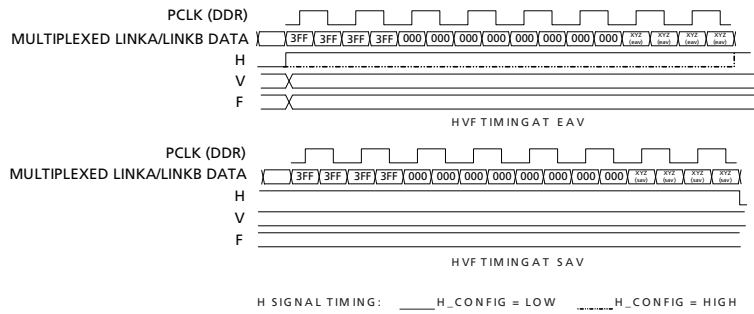 PCLK (DDR)
MULTIPLEXED LINKA/LINKB DATA 3FF 3FF 3FF 3FF 000 000 000 000 000 000 000 000 XYZ (eav) XYZ (eav) XYZ (eav) XYZ (eav)
H
V
F
HVF TIMING AT EAV
PCLK (DDR)
MULTIPLEXED LINKA/LINKB DATA 3FF 3FF 3FF 3FF 000 000 000 000 000 000 000 000 XYZ (sav) XYZ (sav) XYZ (sav) XYZ (sav)
H
V
F
HVF TIMING AT SAV
H SIGNAL TIMING: H_CONFIG = LOW H_CONFIG = HIGH